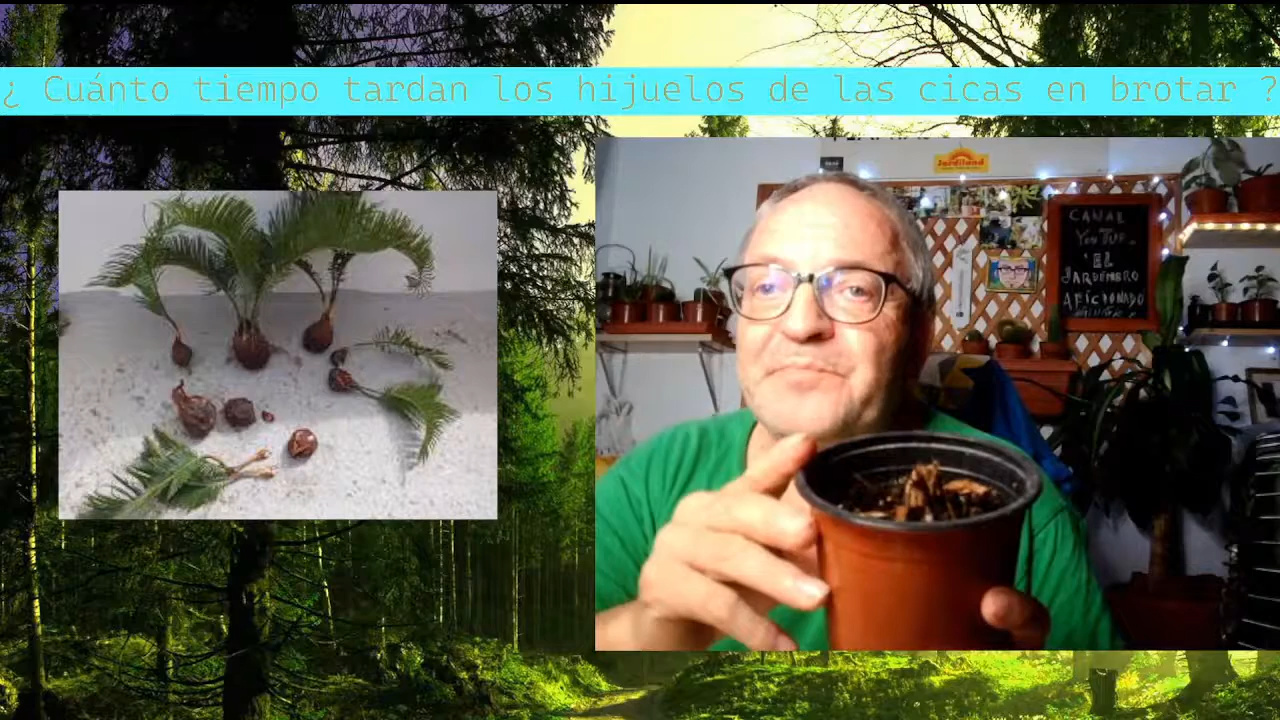 ¿ Cuánto tiempo tardan los hijuelos de las cicas en brotar ?
Jardiland
CANAL
YouTube
"EL
JARDINERO
AFICIONADO